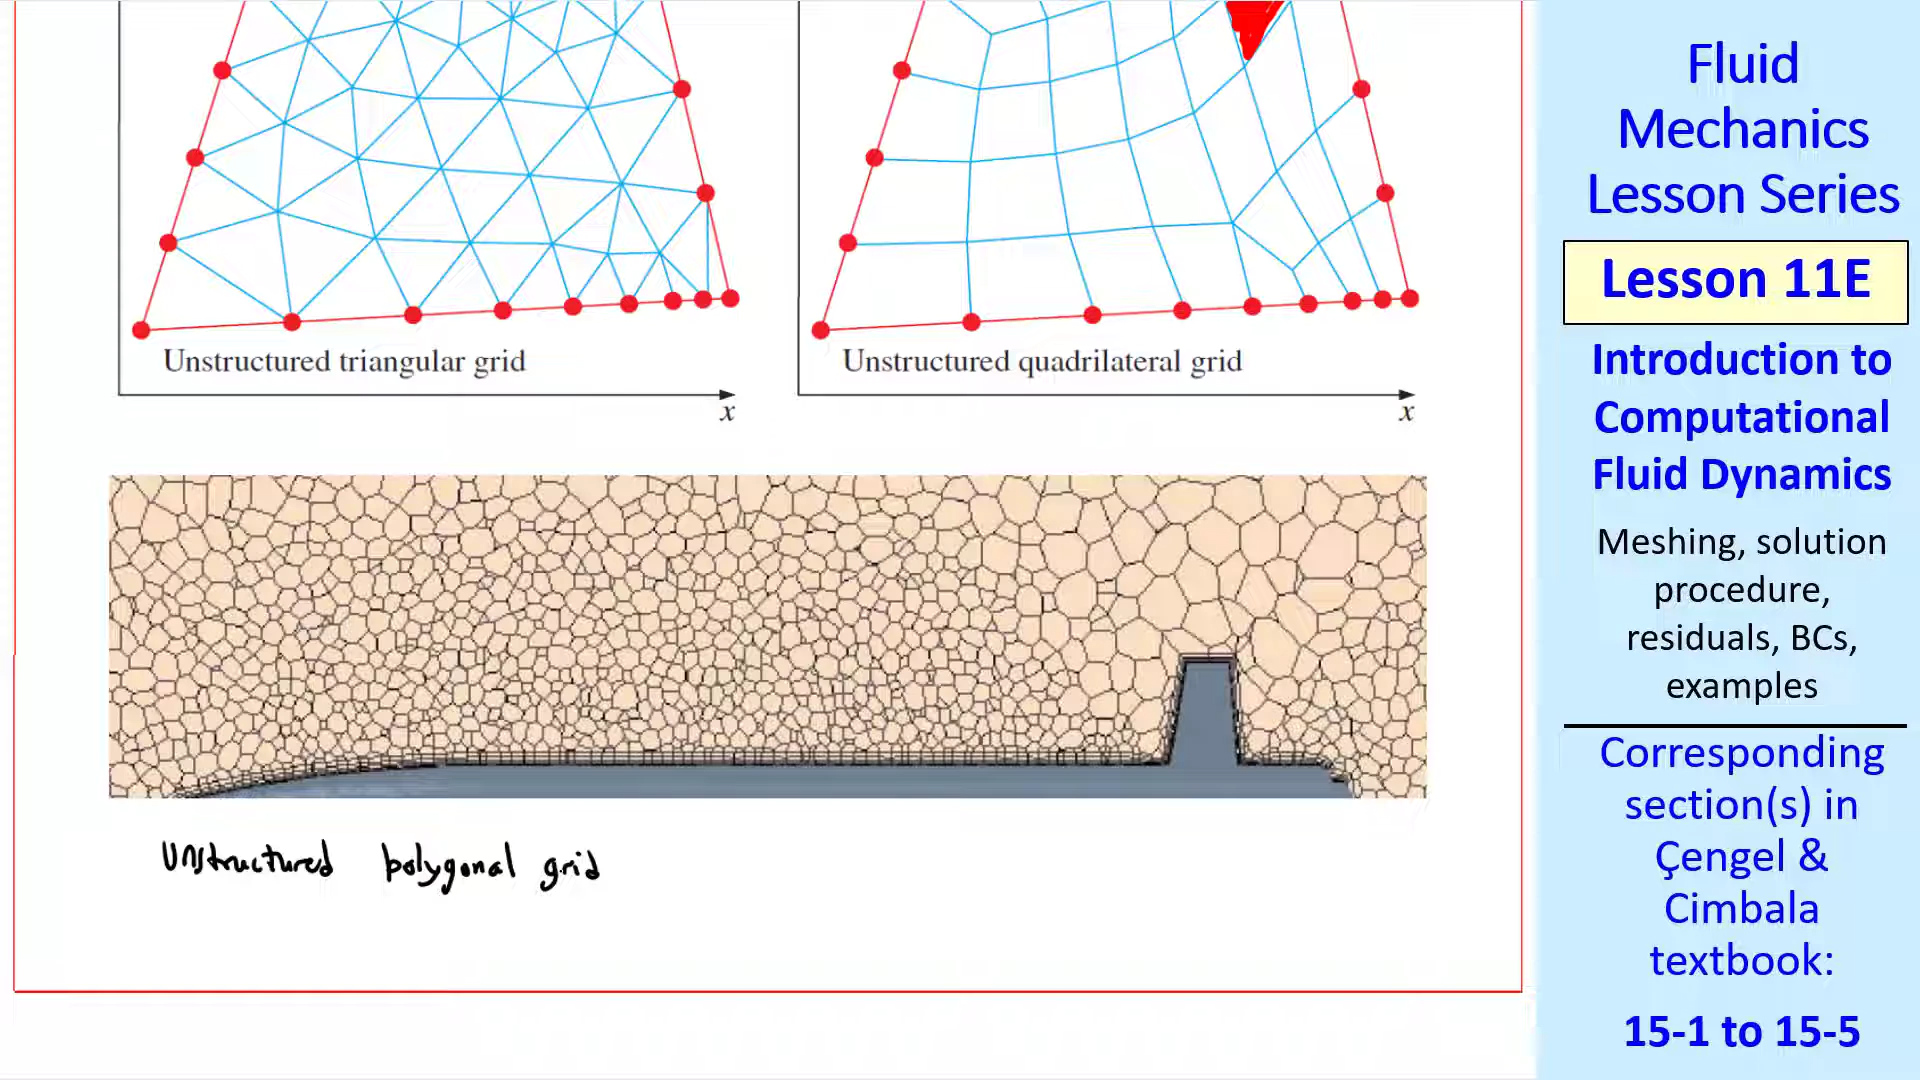 Unstructured triangular grid
x
Unstructured quadrilateral grid
x
Unstructured polygonal grid
Fluid
Mechanics
Lesson Series
Lesson 11E
Introduction to
Computational
Fluid Dynamics
Meshing, solution
procedure,
residuals, BCs,
examples
Corresponding
section(s) in
Çengel &
Cimbala
textbook:
15-1 to 15-5